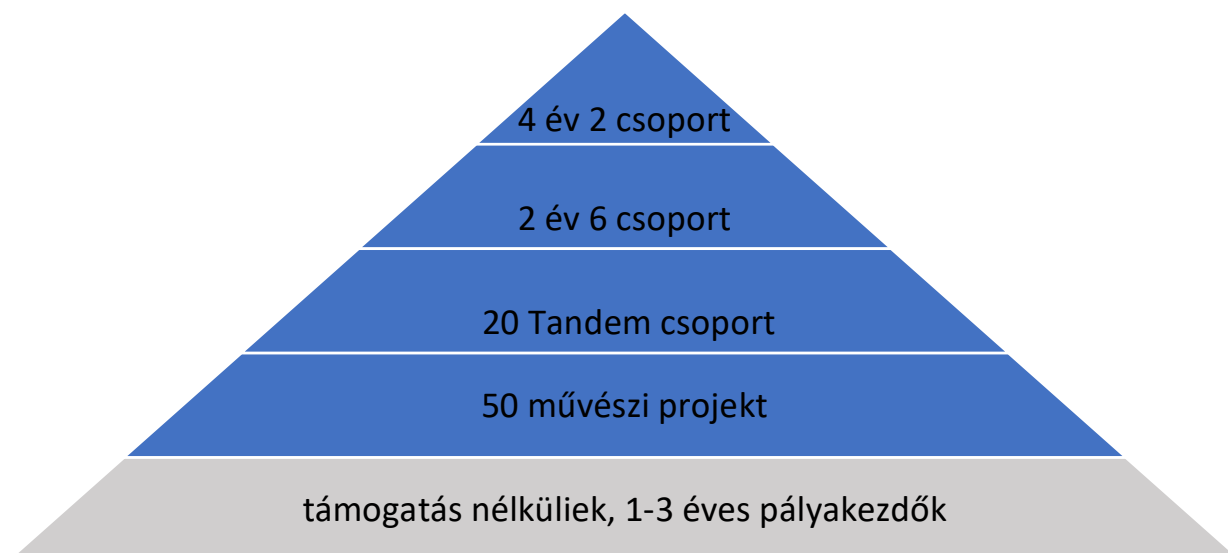 4 év 2 csoport
2 év 6 csoport
20 Tandem csoport
50 művészi projekt
támogatás nélküliek, 1-3 éves pályakezdők